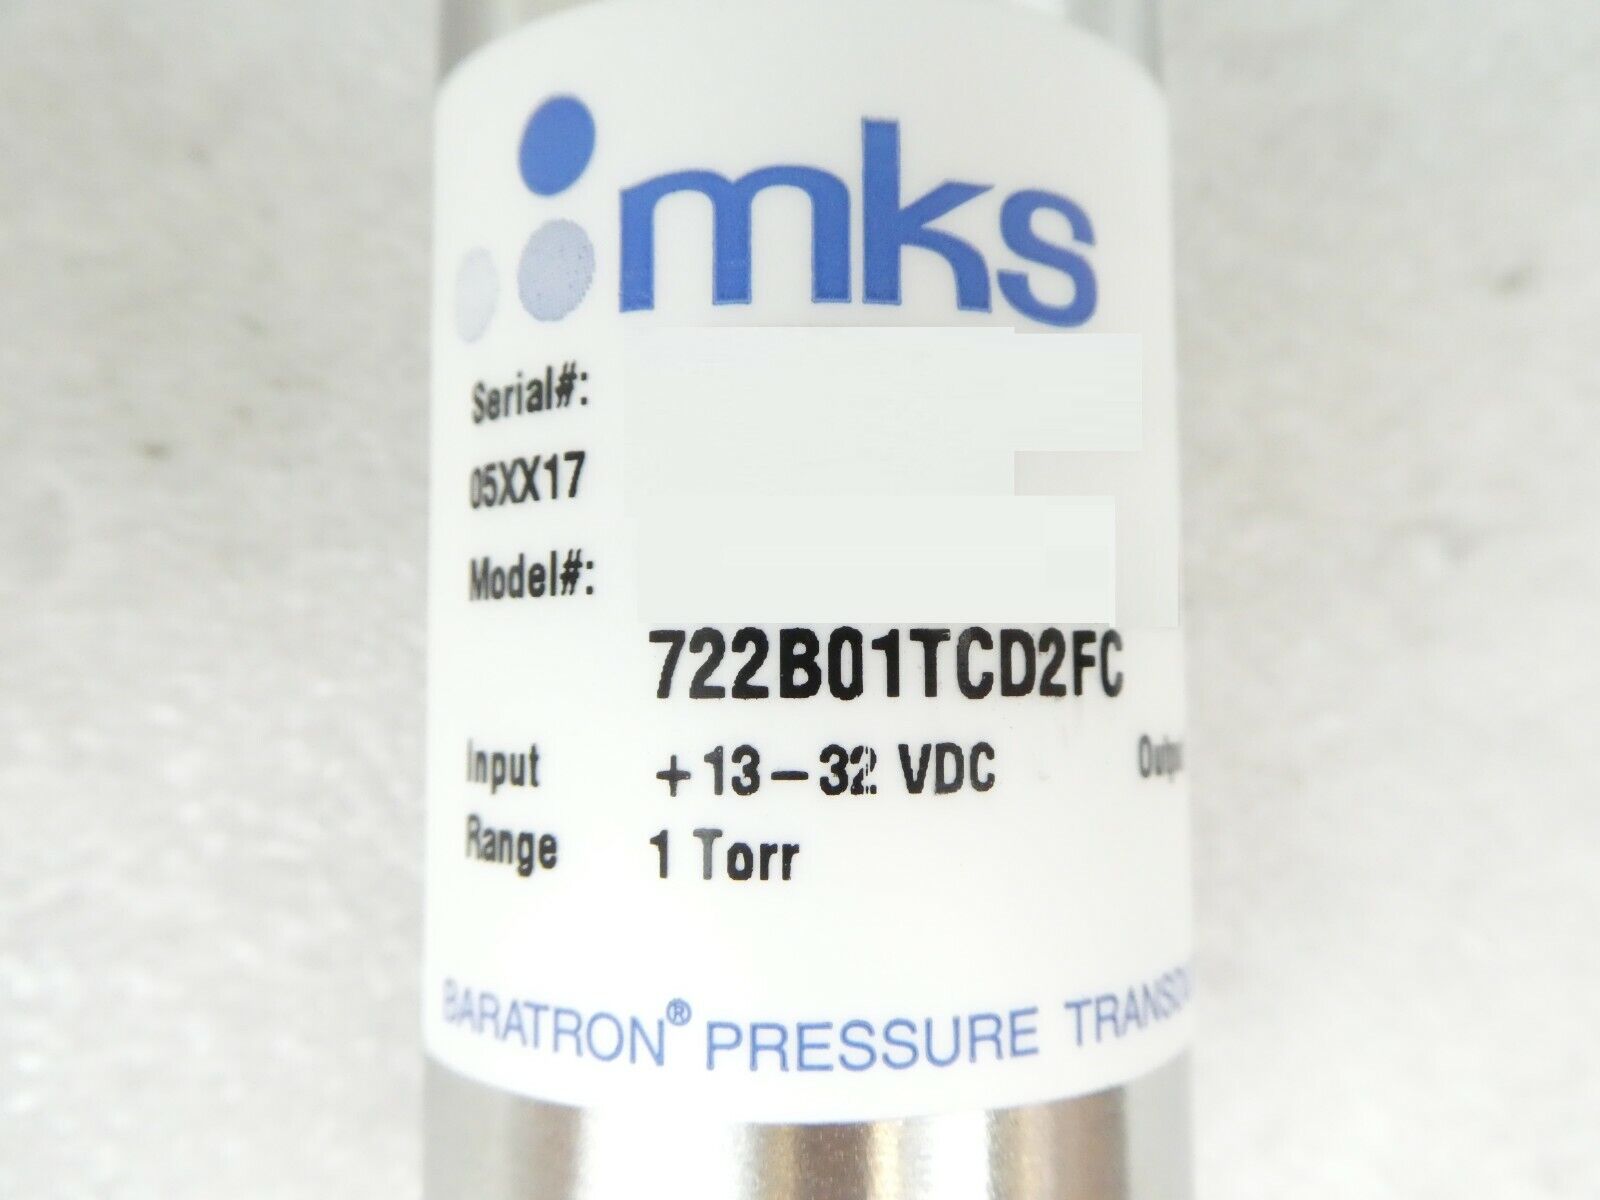 mks
Serial#:
05XX17
Model#:
722B01TCD2FC
Input +13-32 VDC
Range 1 Torr
BARATRON® PRESSURE